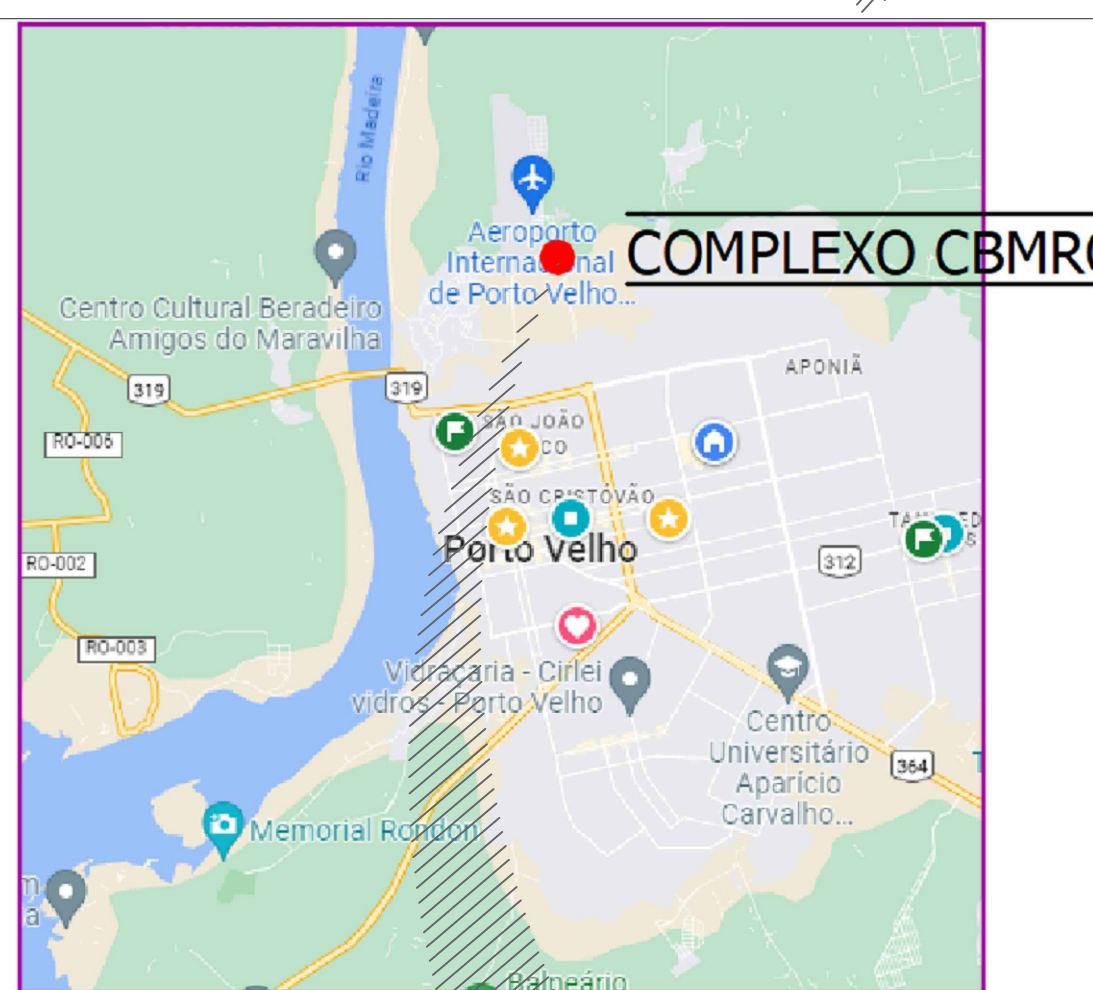 Rio Madeira
Aeroporto
Internacional
de Porto Velho...
COMPLEXO CBMRO
Centro Cultural Beradeiro
Amigos do Maravilha
319
319
APONIÃ
RO-006
SÃO JOÃO
CO
SÃO CRISTÓVÃO
Porto Velho
RO-002
312
RO-003
Vidraçaria - Cirlei
vidros - Porto Velho
Centro
Universitário
Aparício
Carvalho...
364
Memorial Rondon
Balneário